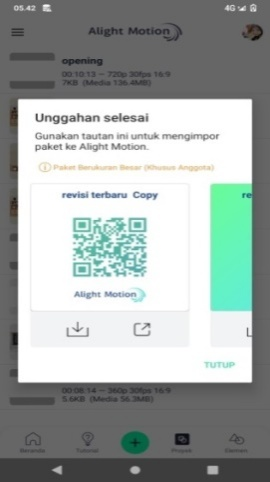 05.42
4G
Alight Motion
opening
00:10:13 — 720p 30fps 16:9
7KB (Media 136.4MB)
Unggahan selesai
Gunakan tautan ini untuk mengimpor
paket ke Alight Motion.
Paket Berukuran Besar (Khusus Anggota)
revisi terbaru Copy
re
Alight Motion
TUTUP
00:08.14 — 360p 30fps 16:9
5.6KB (Media 56.3MB)
Beranda
Tutorial
Proyek
Elemen